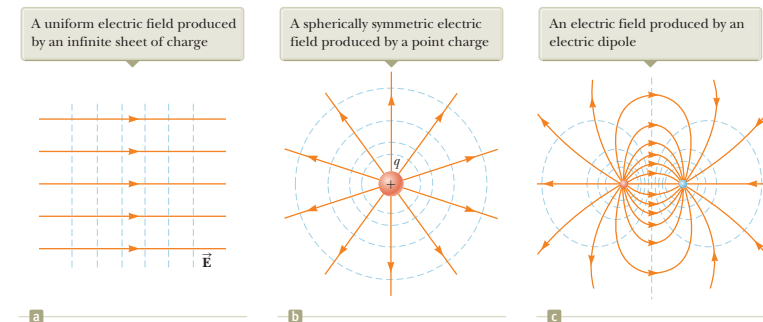 A uniform electric field produced
by an infinite sheet of charge
A spherically symmetric electric
field produced by a point charge
An electric field produced by an
electric dipole
q
+
E
a
b
c